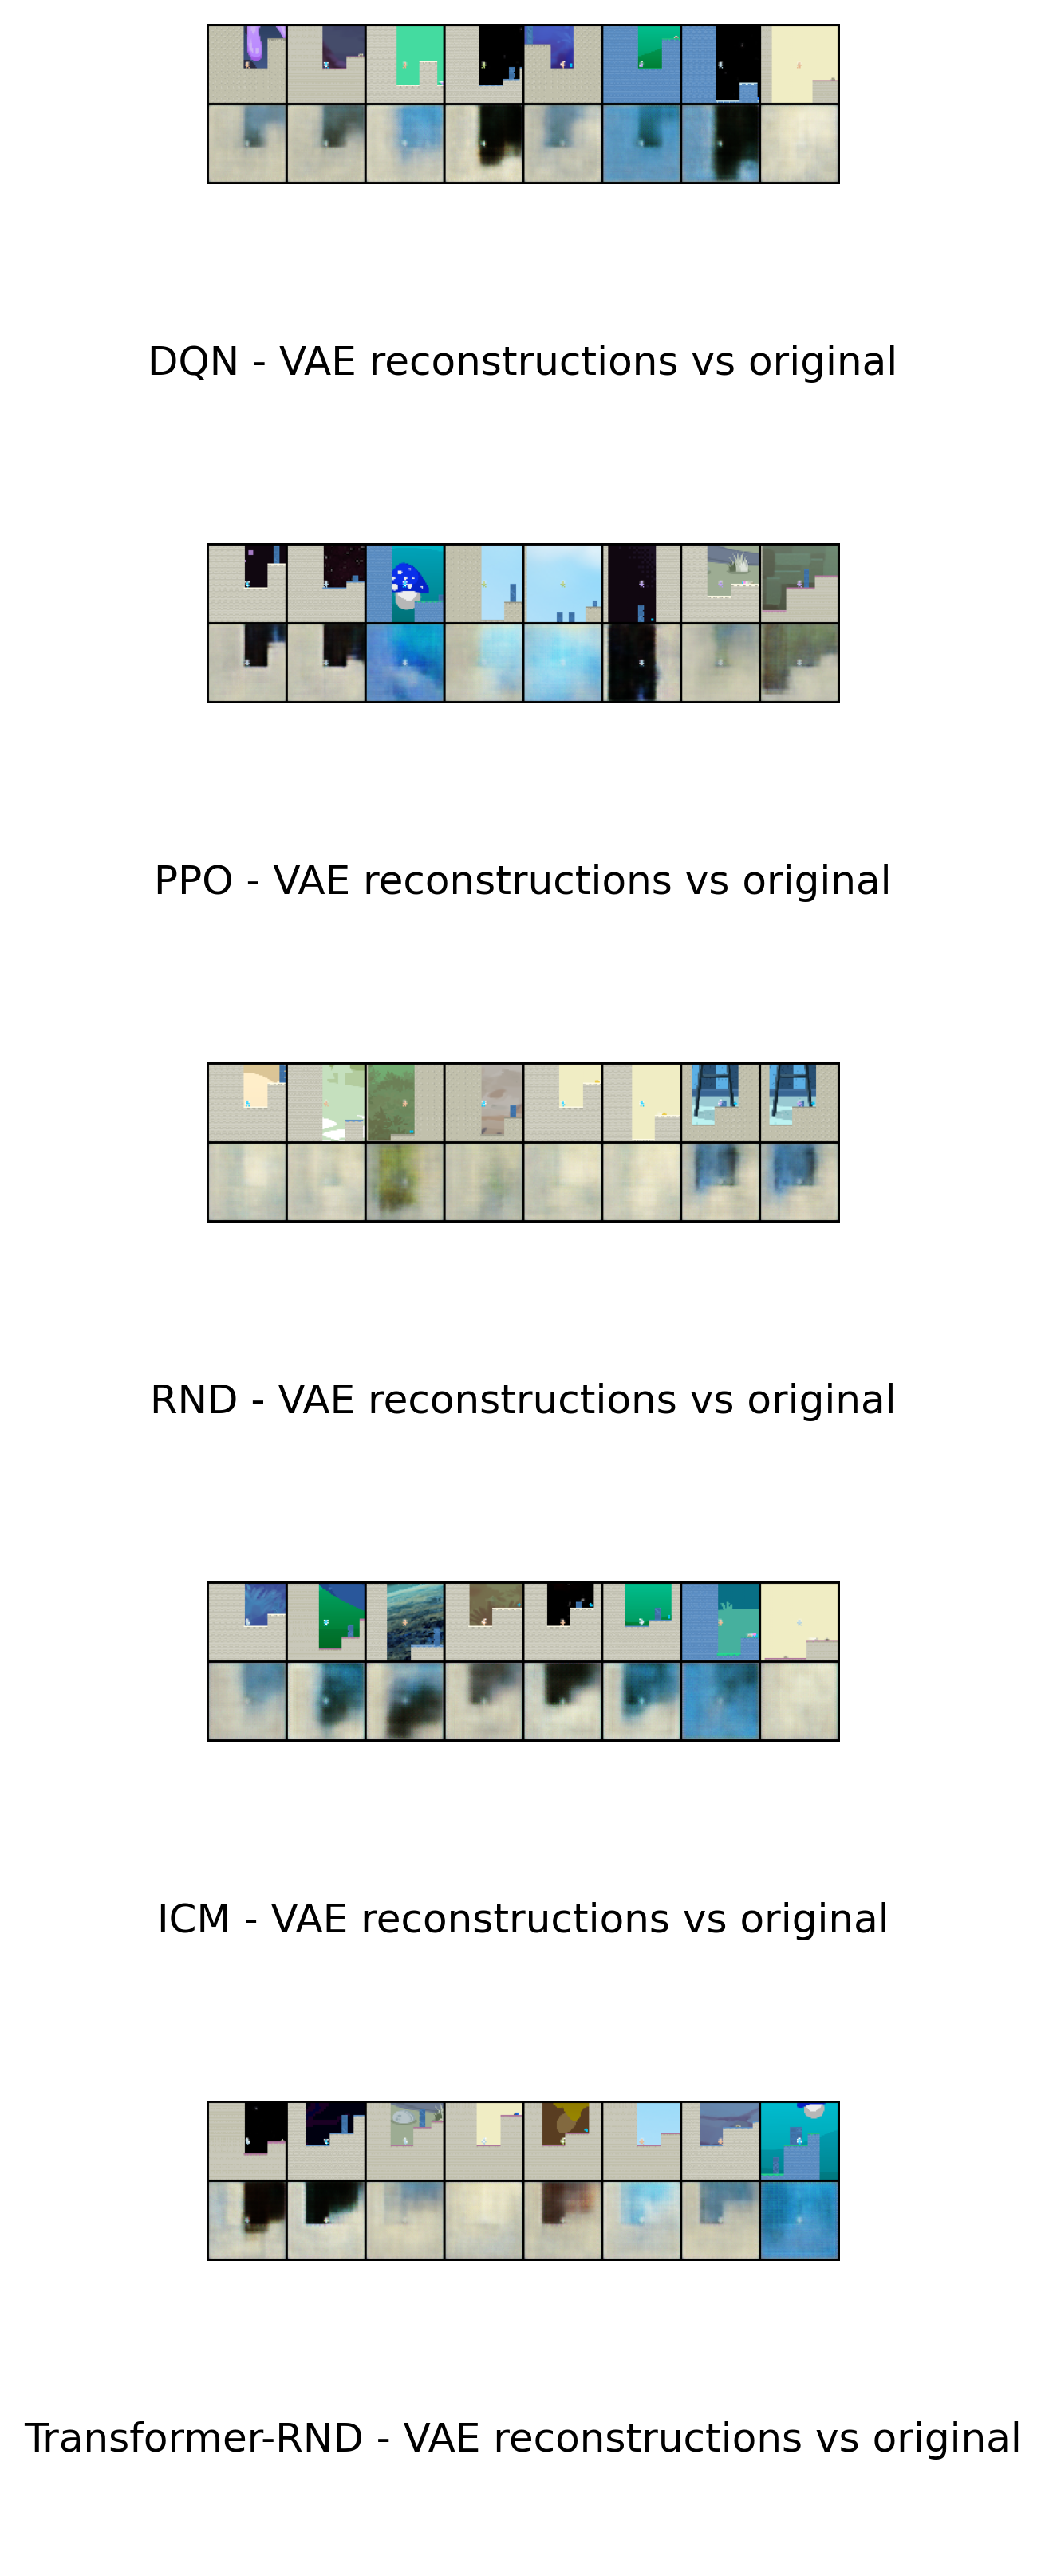 DQN - VAE reconstructions vs original
PPO - VAE reconstructions vs original
RND - VAE reconstructions vs original
ICM - VAE reconstructions vs original
Transformer-RND - VAE reconstructions vs original